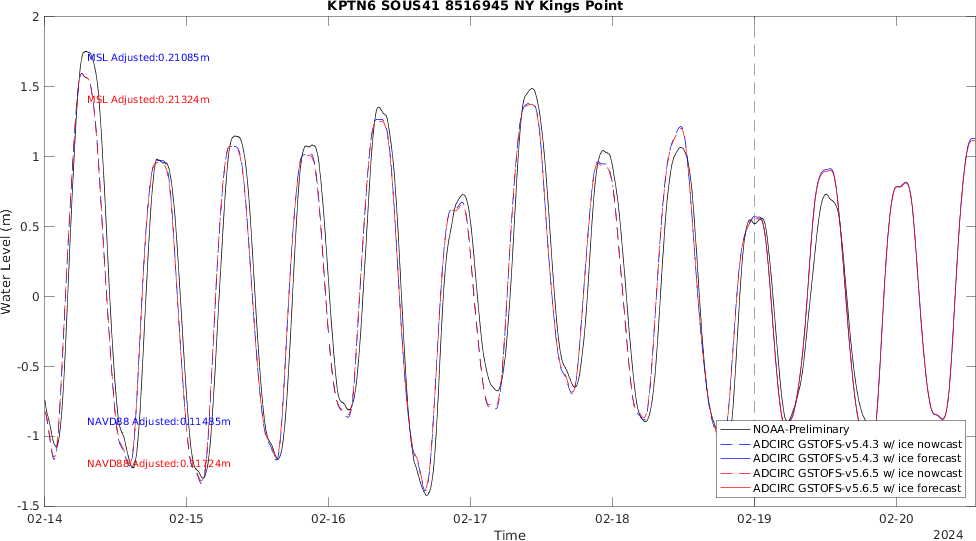 KPTN6 SOUS41 8516945 NY Kings Point
2
1.5
1
0.5
0
-0.5
-1
-1.5
Water Level (m)
MSL Adjusted:0.21085m
MSL Adjusted:0.21324m
NAVD88 Adjusted:0.11485m
NAVD88 Adjusted:0.11724m
NOAA-Preliminary
ADCIRC GSTOFS-v5.4.3 w/ ice nowcast
ADCIRC GSTOFS-v5.4.3 w/ ice forecast
ADCIRC GSTOFS-v5.6.5 w/ ice nowcast
ADCIRC GSTOFS-v5.6.5 w/ ice forecast
02-14 02-15 02-16 02-17 02-18 02-19 02-20
Time
2024